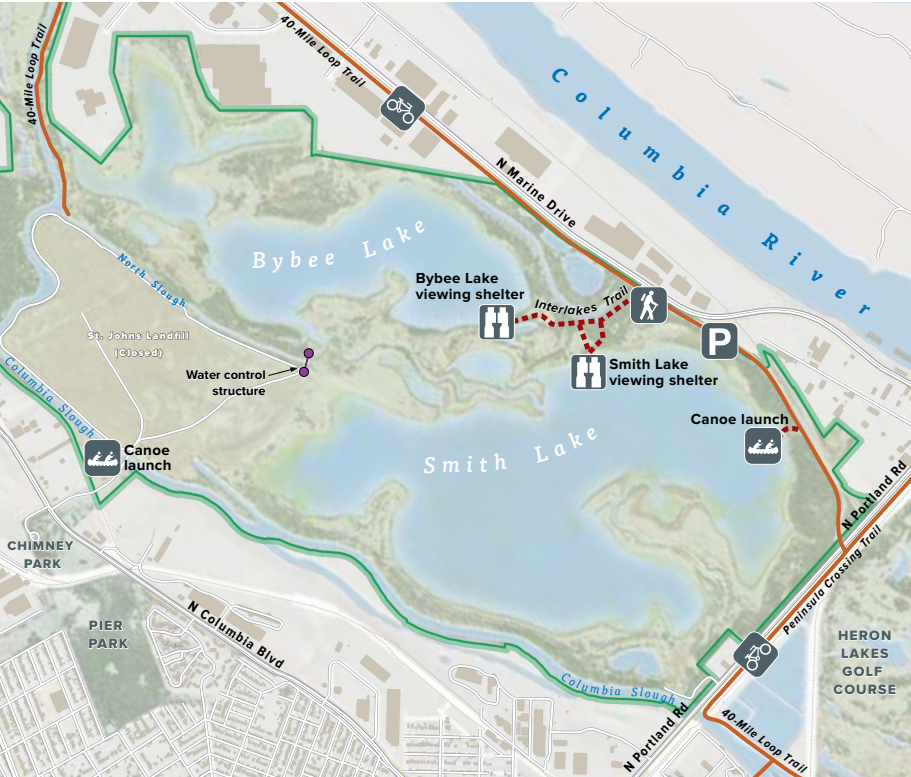 40-Mile Loop Trail
40-Mile Loop Trail
Columbia River
N Marine Drive
Bybee Lake
North Slough
Bybee Lake
viewing shelter
Interlakes Trail
St. Johns Landfill
(Closed)
P
Columbia Slough
Water control
structure
Smith Lake
viewing shelter
Canoe launch
Smith Lake
Canoe
launch
N Portland Rd
CHIMNEY
PARK
Peninsula Crossing Trail
PIER
PARK
N Columbia Blvd
HERON
LAKES
GOLF
COURSE
Columbia Slough
N Portland Rd
40-Mile Loop Trail